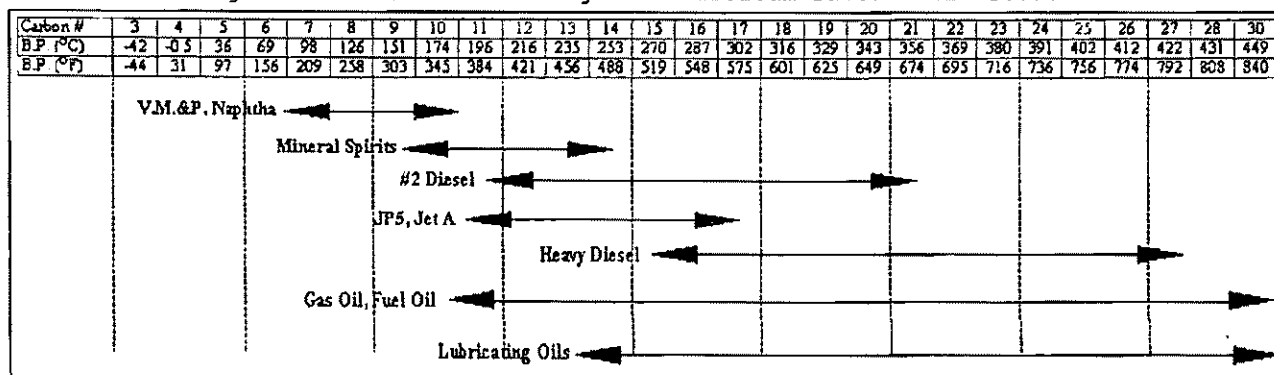 Carbon # 3 4 5 6 7 8 9 10 11 12 13 14 15 16 17 18 19 20 21 22 23 24 25 26 27 28 30
B.P. (°C) -42 -0.5 36 69 98 126 151 174 196 216 235 253 270 287 302 316 329 343 356 369 380 391 402 412 422 431 449
B.P. (°F) -44 31 97 156 209 258 303 345 384 421 456 488 519 548 575 601 625 649 674 695 716 736 756 774 792 808 840
V.M.&P. Naphtha
Mineral Spirits
#2 Diesel
JP5, Jet A
Heavy Diesel
Gas Oil, Fuel Oil
Lubricating Oils